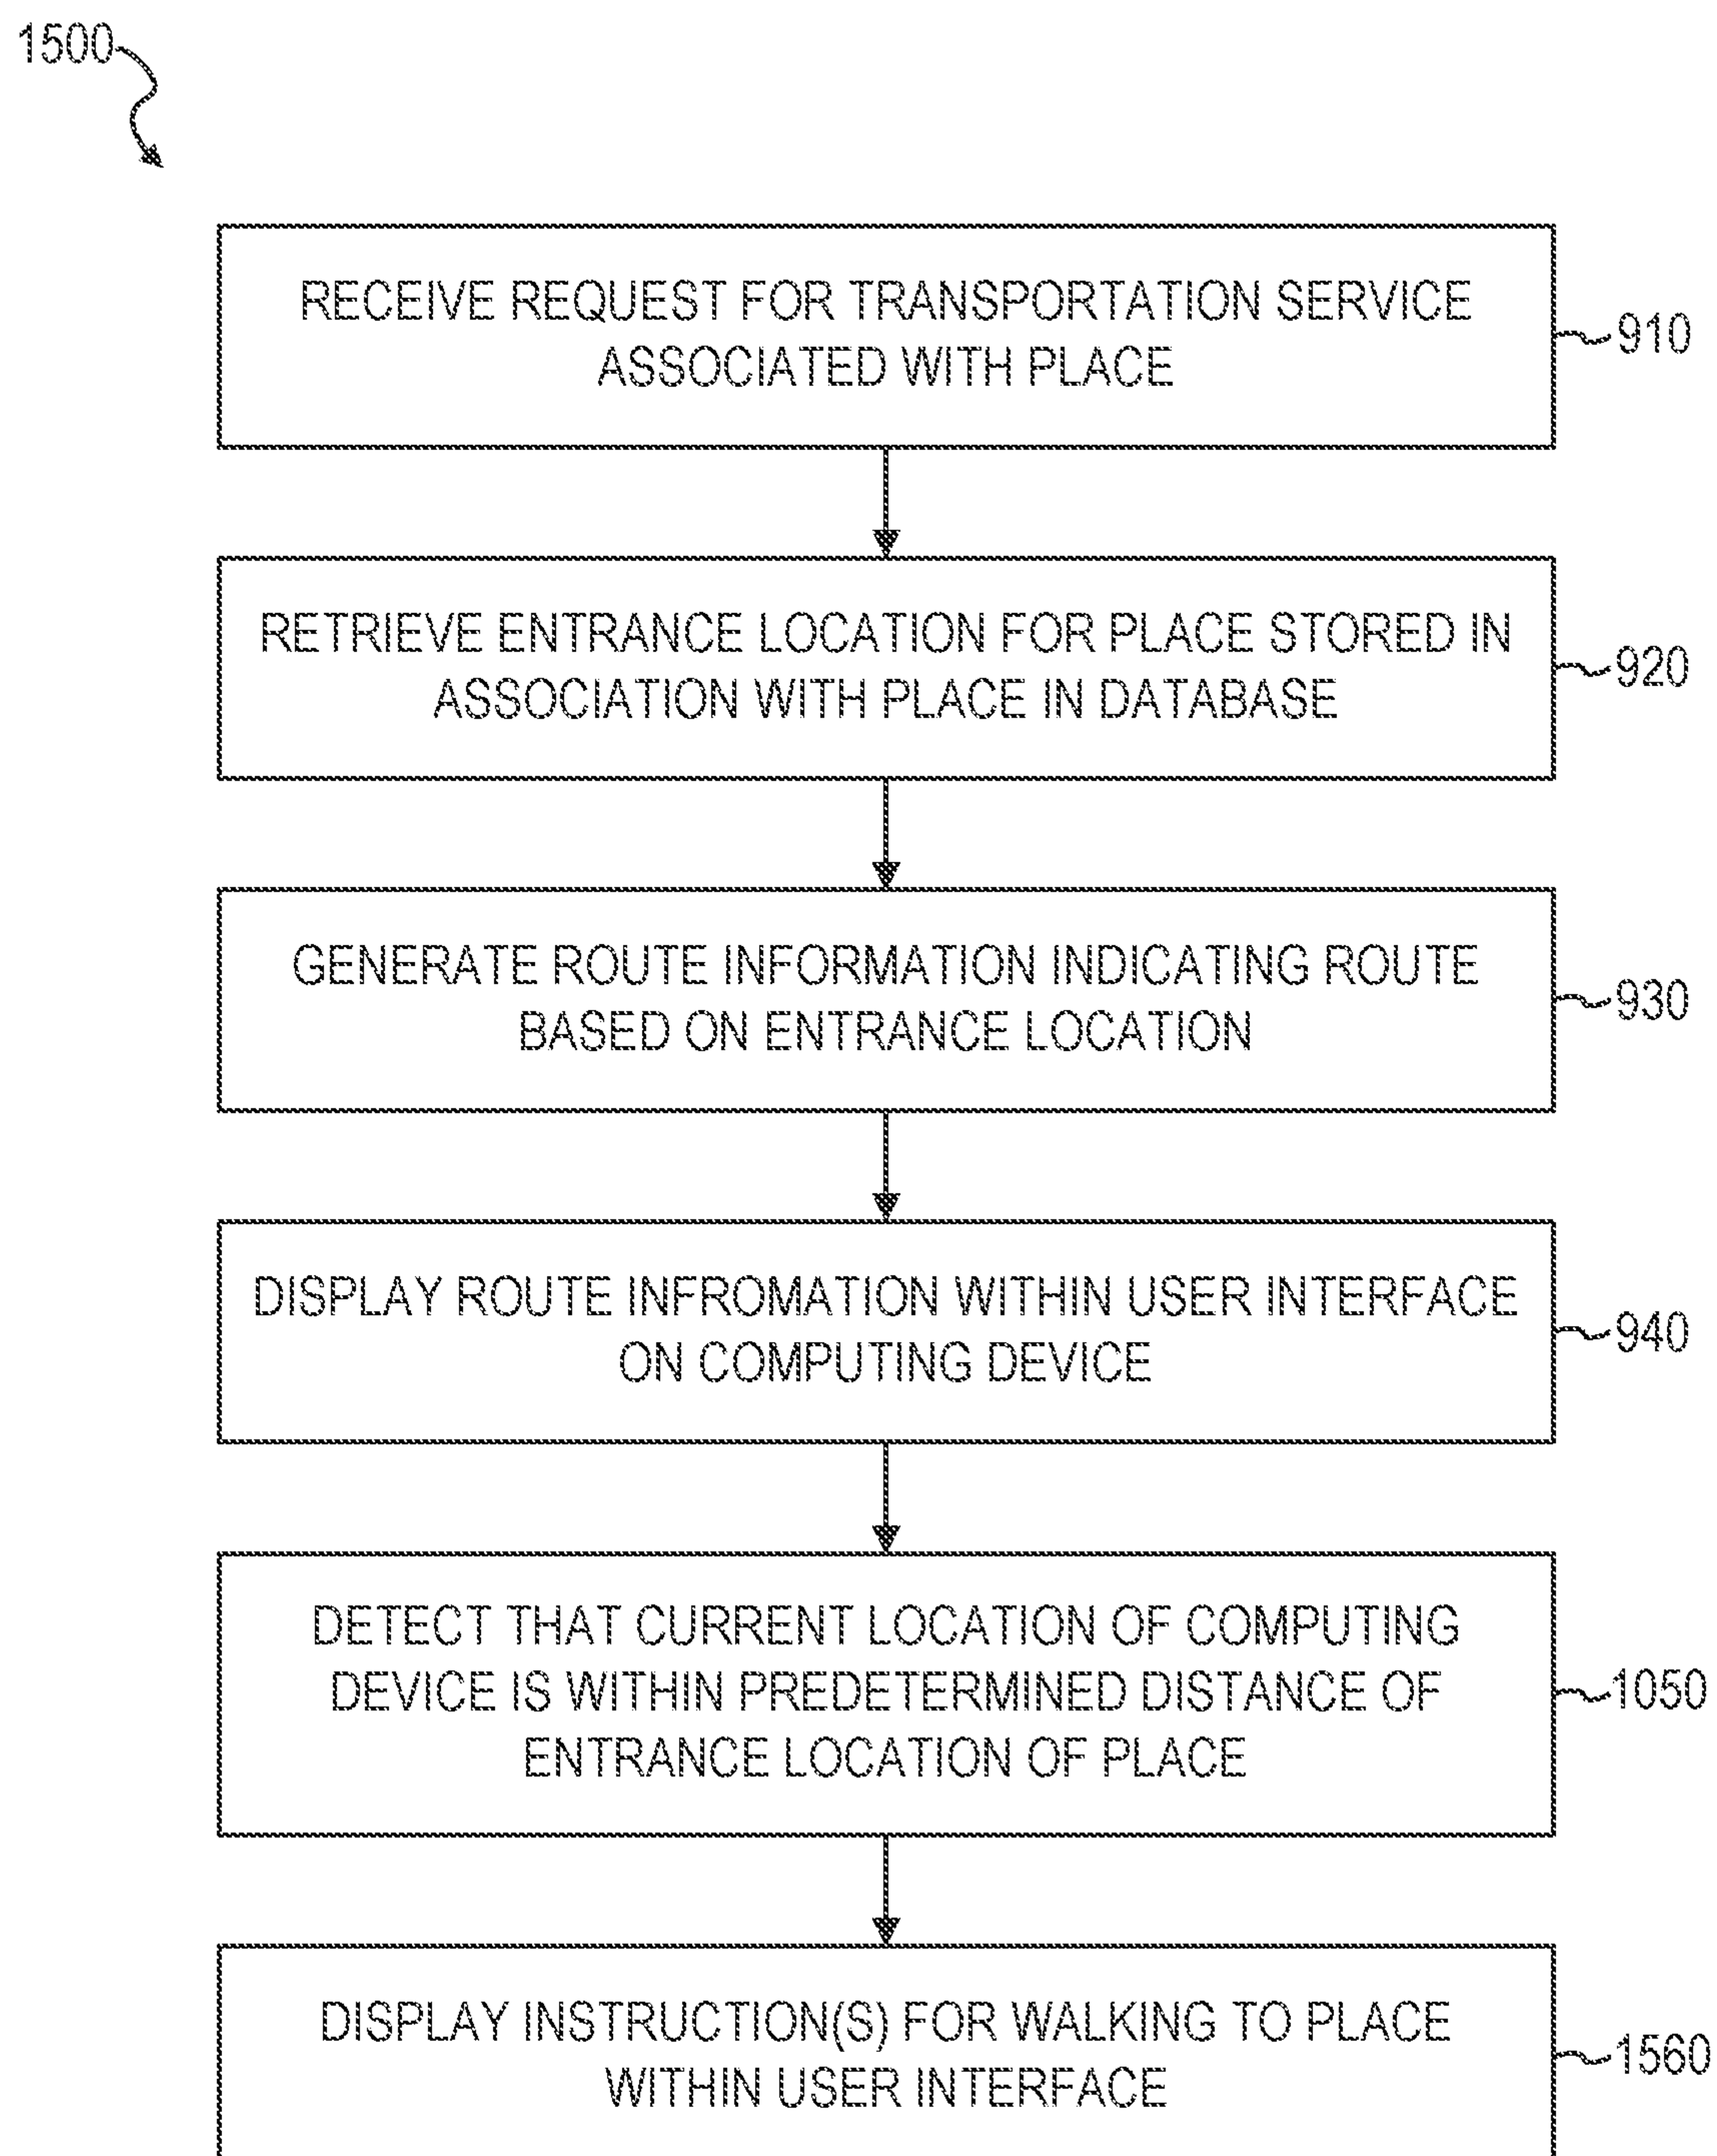 1500
RECEIVE REQUEST FOR TRANSPORTATION SERVICE
ASSOCIATED WITH PLACE
910
RETRIEVE ENTRANCE LOCATION FOR PLACE STORED IN
ASSOCIATION WITH PLACE IN DATABASE
920
GENERATE ROUTE INFORMATION INDICATING ROUTE
BASED ON ENTRANCE LOCATION
930
DISPLAY ROUTE INFROMATION WITHIN USER INTERFACE
ON COMPUTING DEVICE
940
DETECT THAT CURRENT LOCATION OF COMPUTING
DEVICE IS WITHIN PREDETERMINED DISTANCE OF
ENTRANCE LOCATION OF PLACE
1050
DISPLAY INSTRUCTION(S) FOR WALKING TO PLACE
WITHIN USER INTERFACE
1560